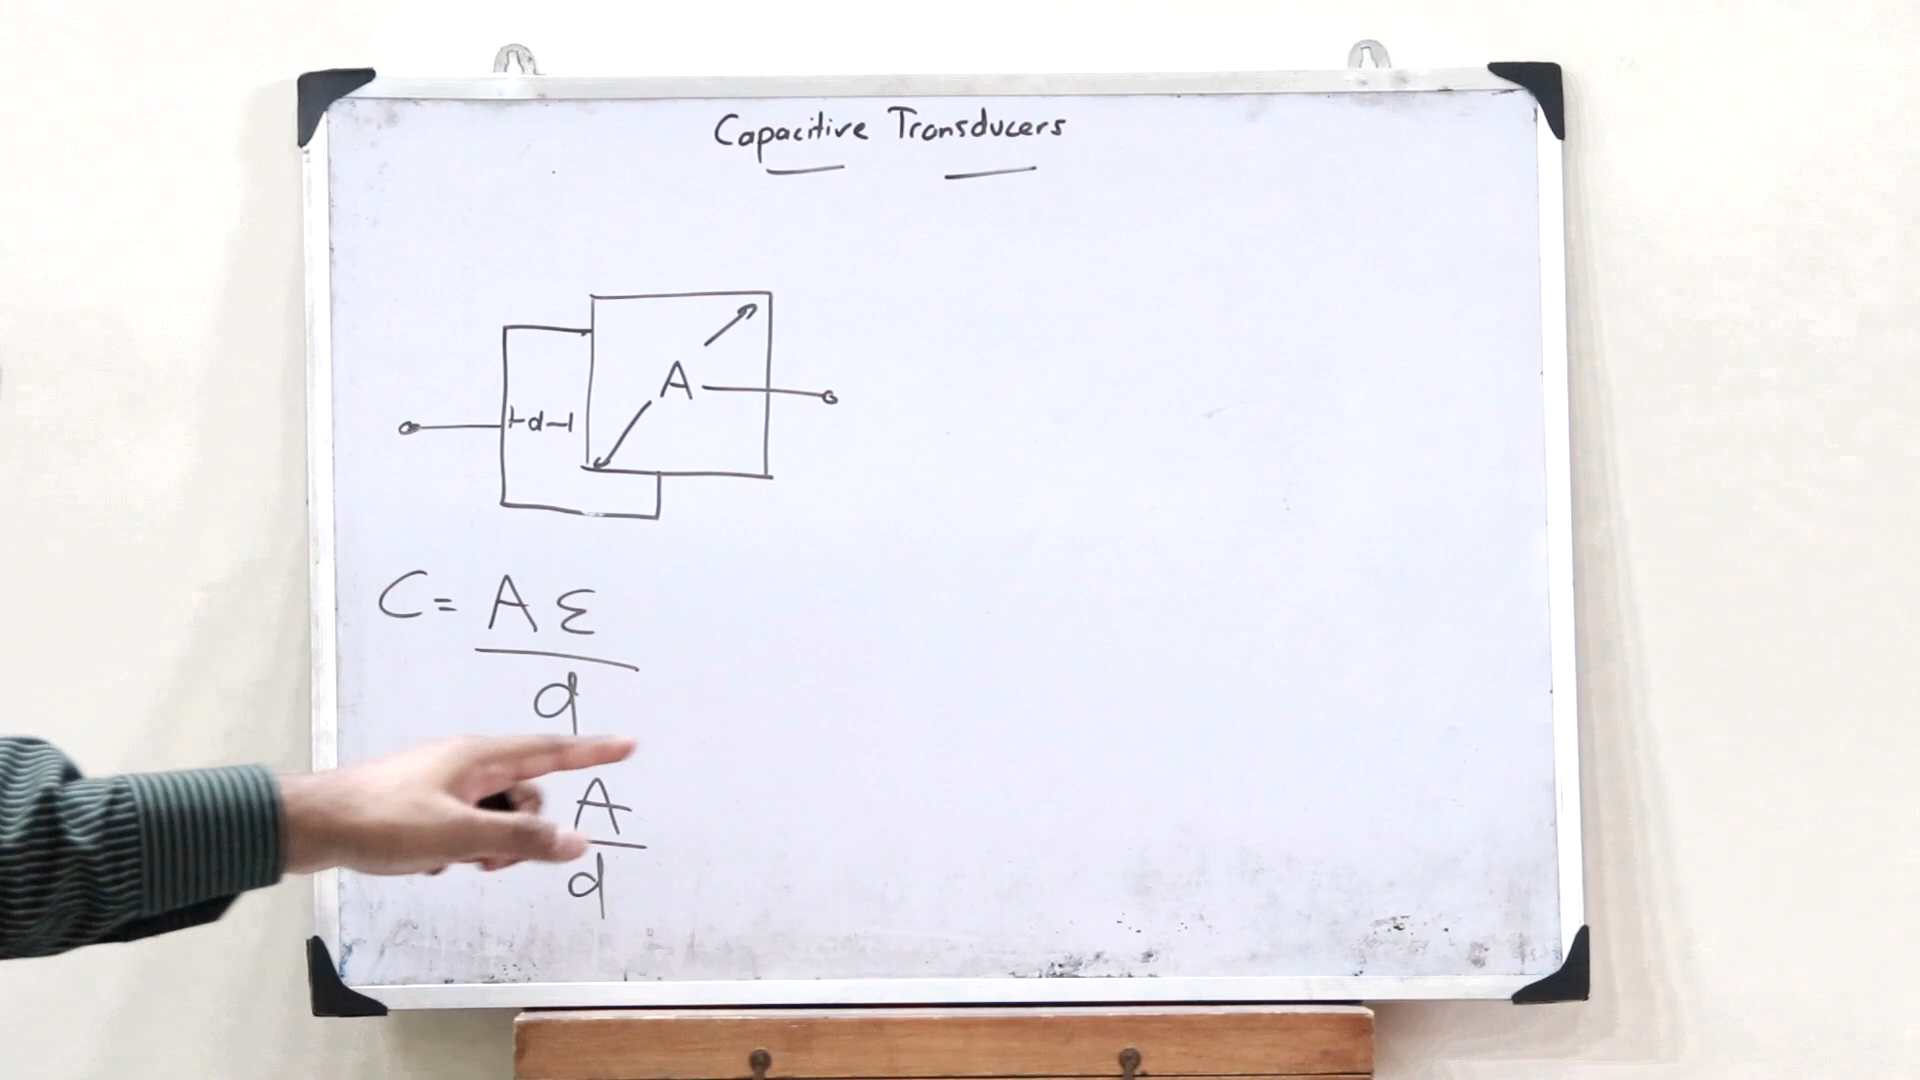 Capacitive Transducers
A
d
C = A ε
d
A
d